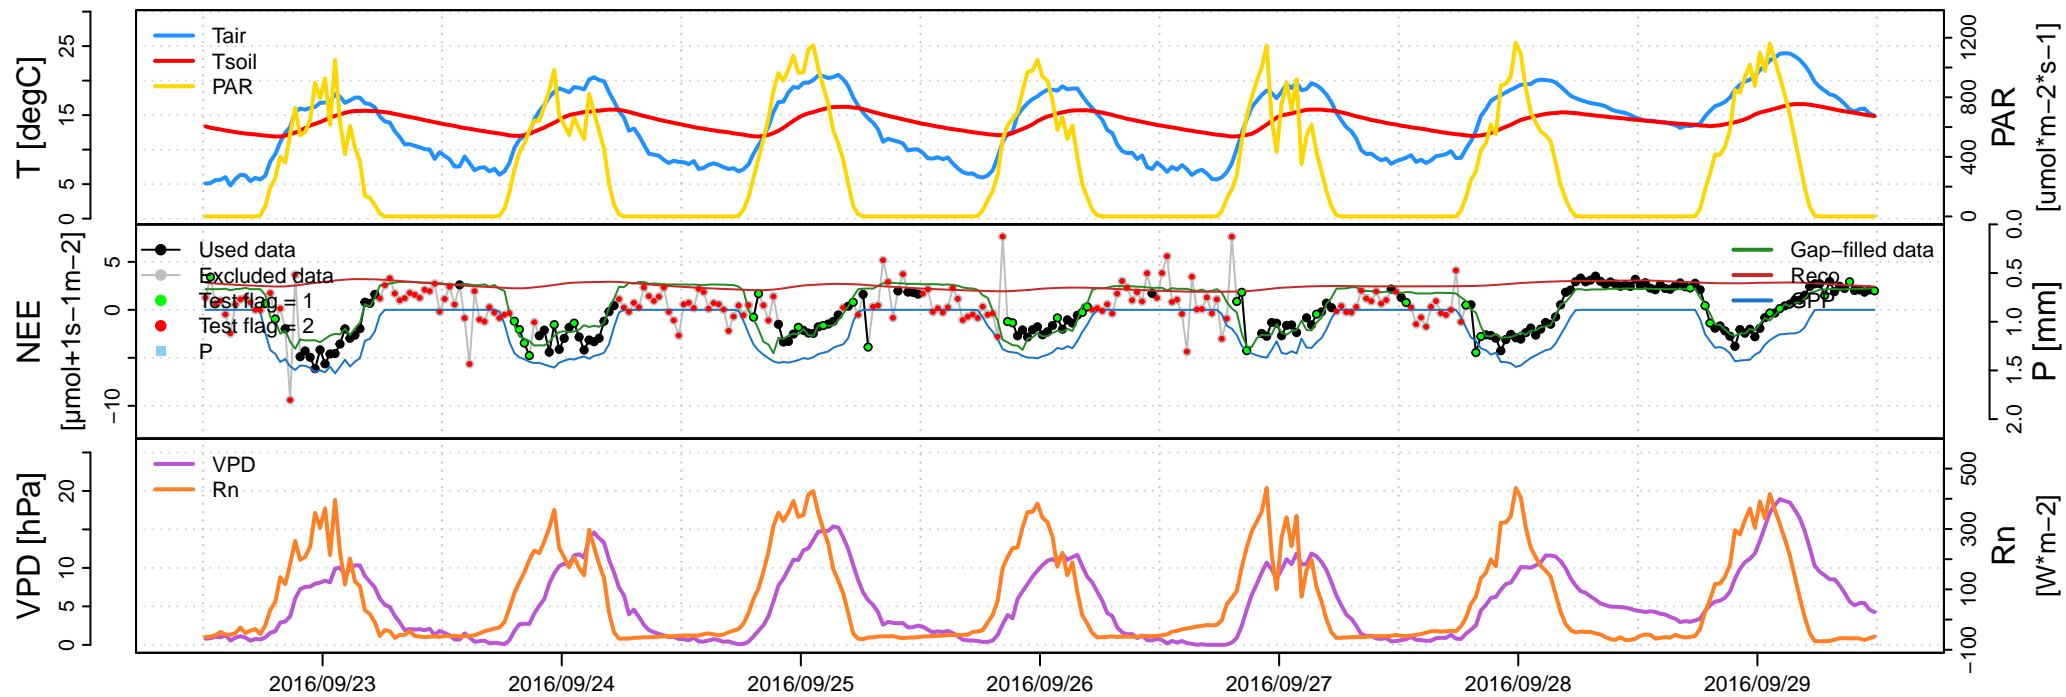 T [degC]
0
5
15
25
Tair
Tsoil
PAR
0
400
800
1200
PAR
[umol*m-2*s-1]
NEE
[µmol+1s-1m-2]
-10
0
5
Used data
Excluded data
Test flag = 1
Test flag = 2
P
Gap-filled data
Reco
GPP
0.0
0.5
1.0
1.5
2.0
P [mm]
VPD [hPa]
0
5
10
20
VPD
Rn
-100
100
300
500
Rn
[W*m-2]
2016/09/23
2016/09/24
2016/09/25
2016/09/26
2016/09/27
2016/09/28
2016/09/29